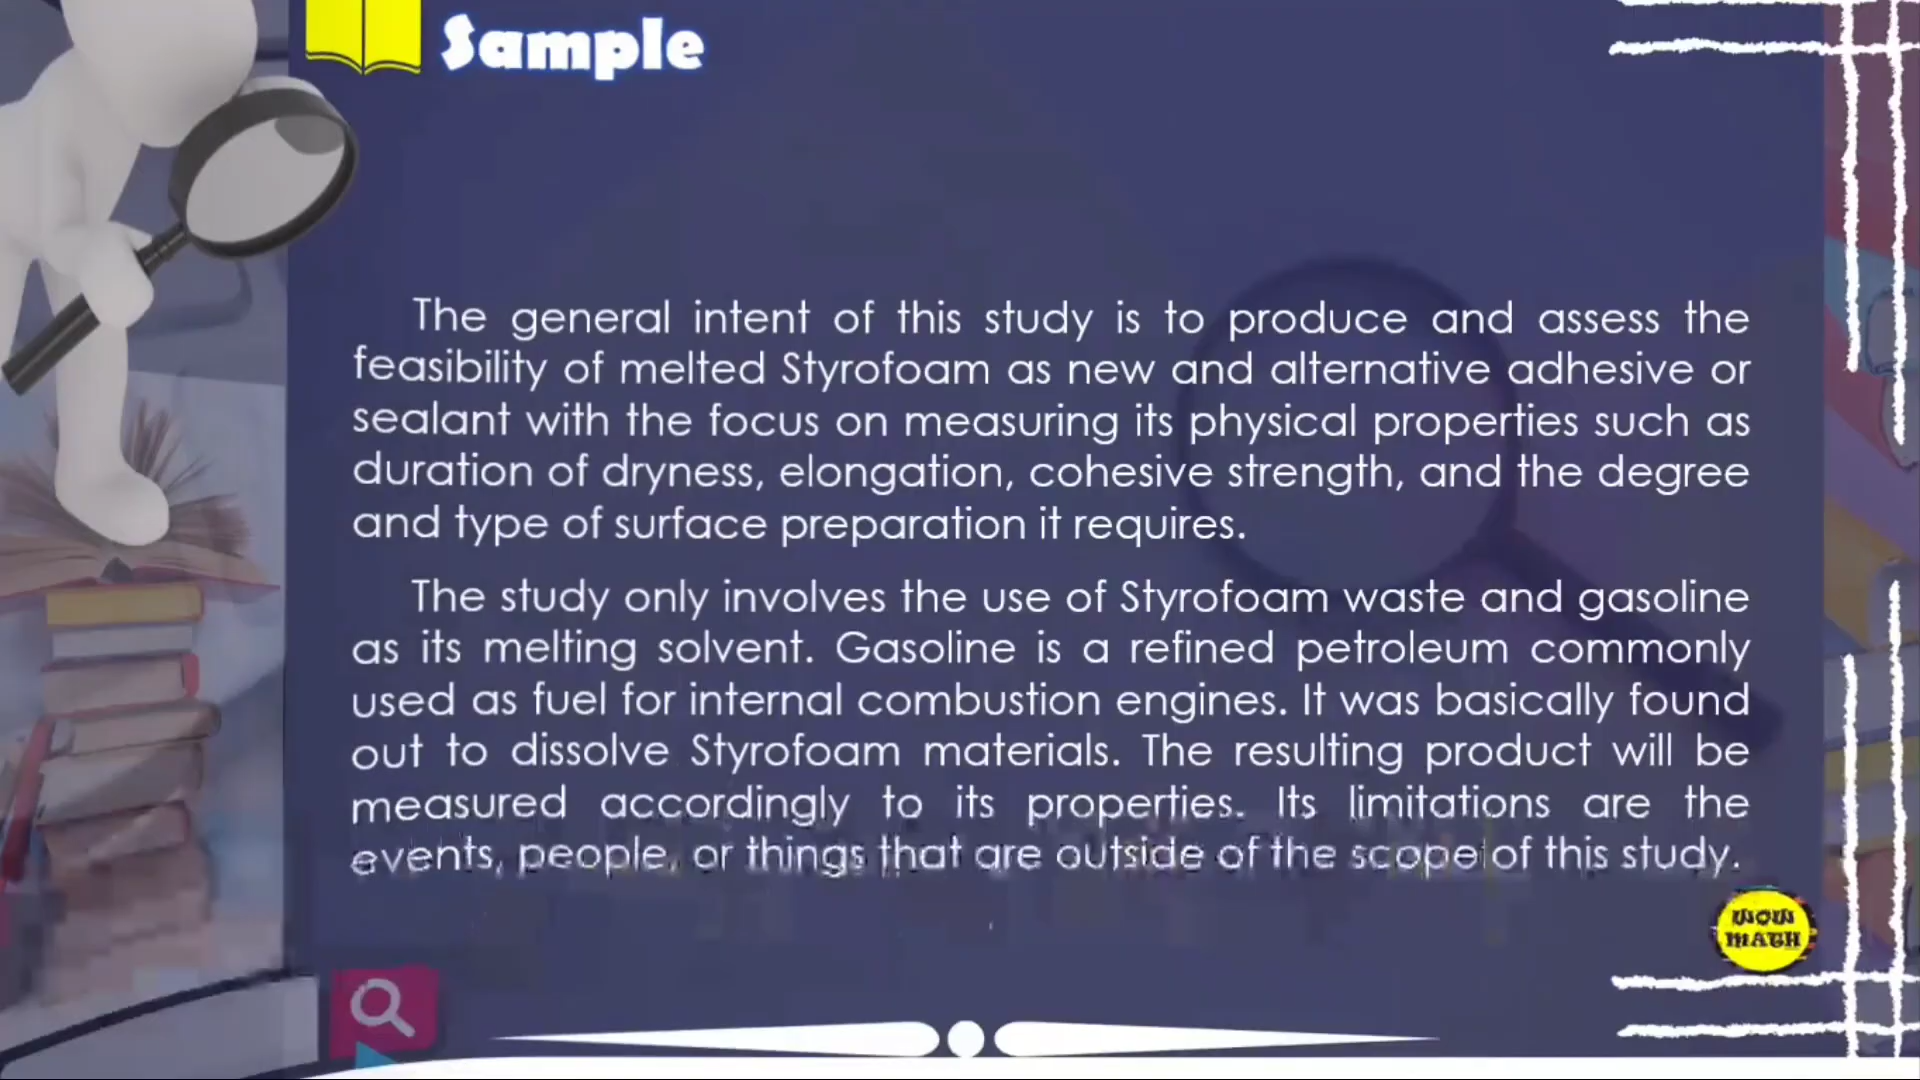 Sample
The general intent of this study is to produce and assess the
feasibility of melted Styrofoam as new and alternative adhesive or
sealant with the focus on measuring its physical properties such as
duration of dryness, elongation, cohesive strength, and the degree
and type of surface preparation it requires.
The study only involves the use of Styrofoam waste and gasoline
as its melting solvent. Gasoline is a refined petroleum commonly
used as fuel for internal combustion engines. It was basically found
out to dissolve Styrofoam materials. The resulting product will be
measured accordingly to its properties. Its limitations are the
events, people, or things that are outside of the scope of this study.
WOW
MATH